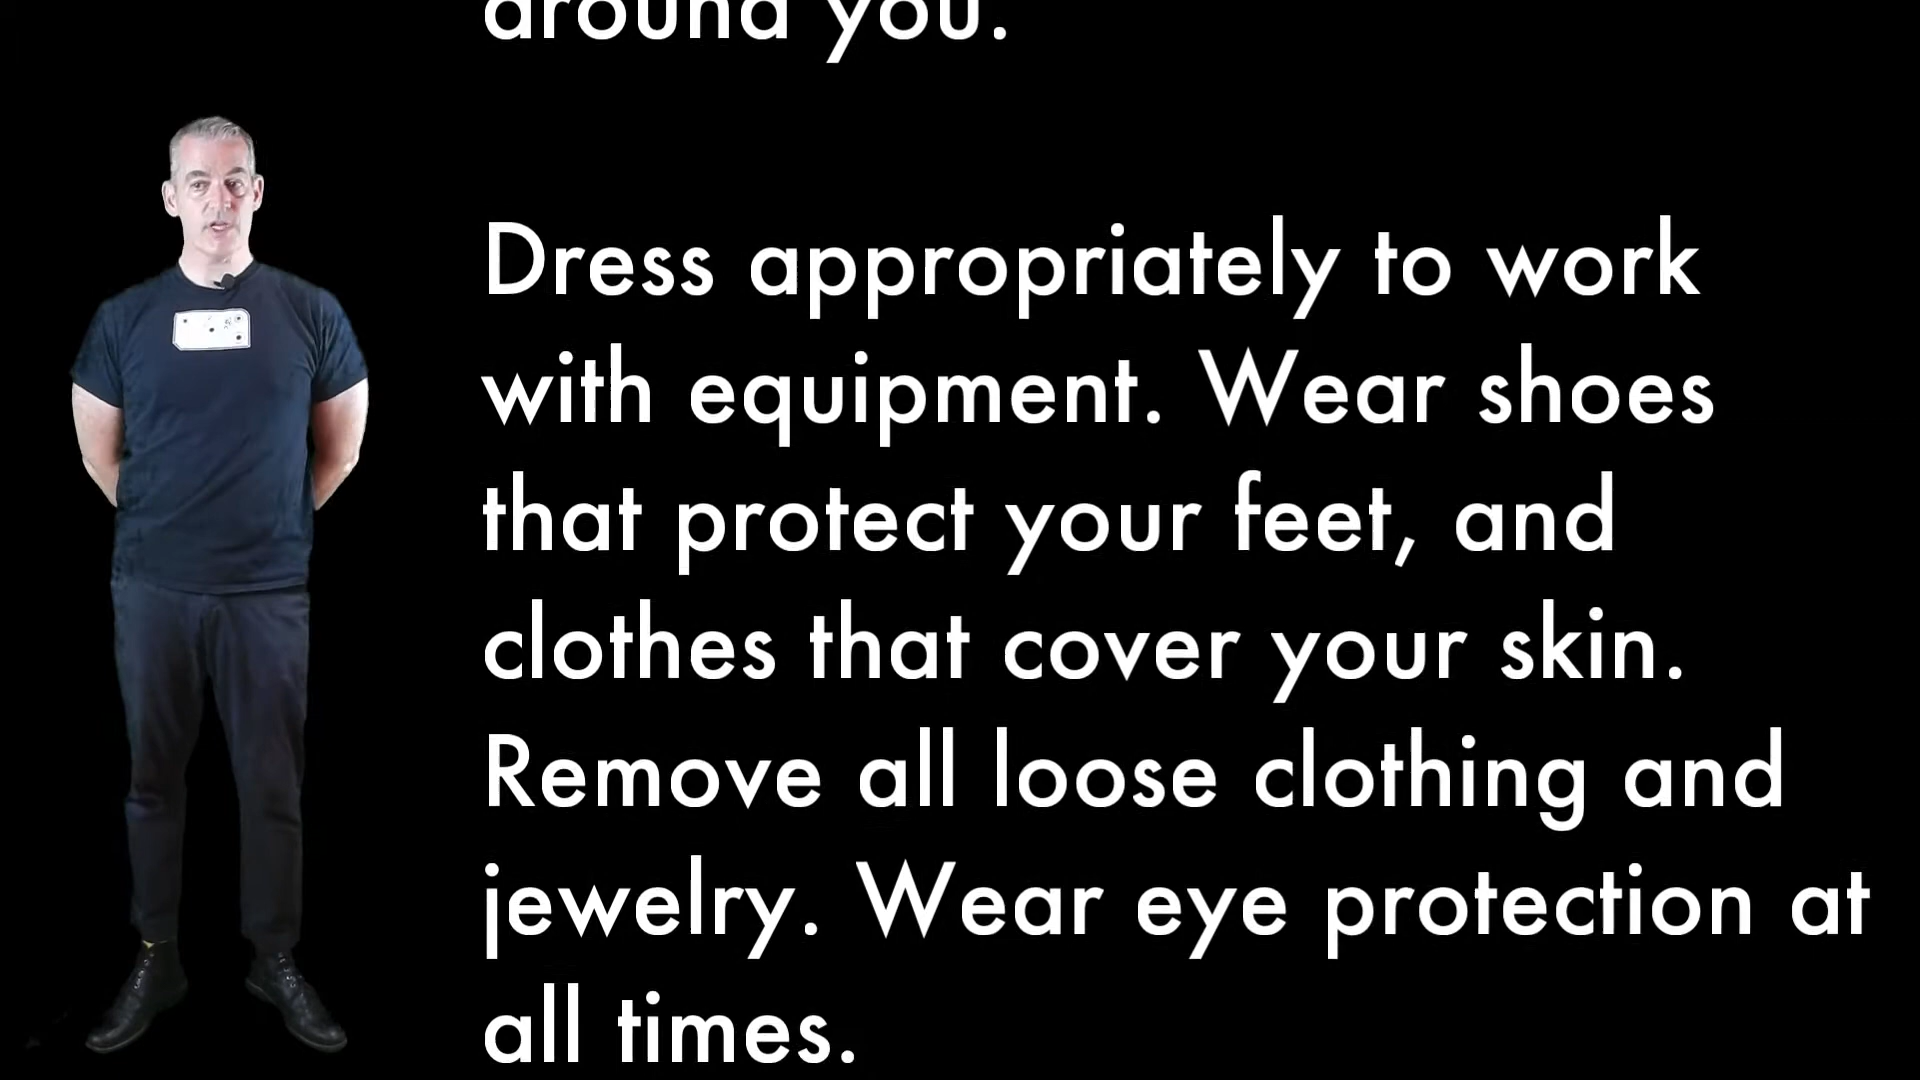 around you.
Dress appropriately to work
with equipment. Wear shoes
that protect your feet, and
clothes that cover your skin.
Remove all loose clothing and
jewelry. Wear eye protection at
all times.